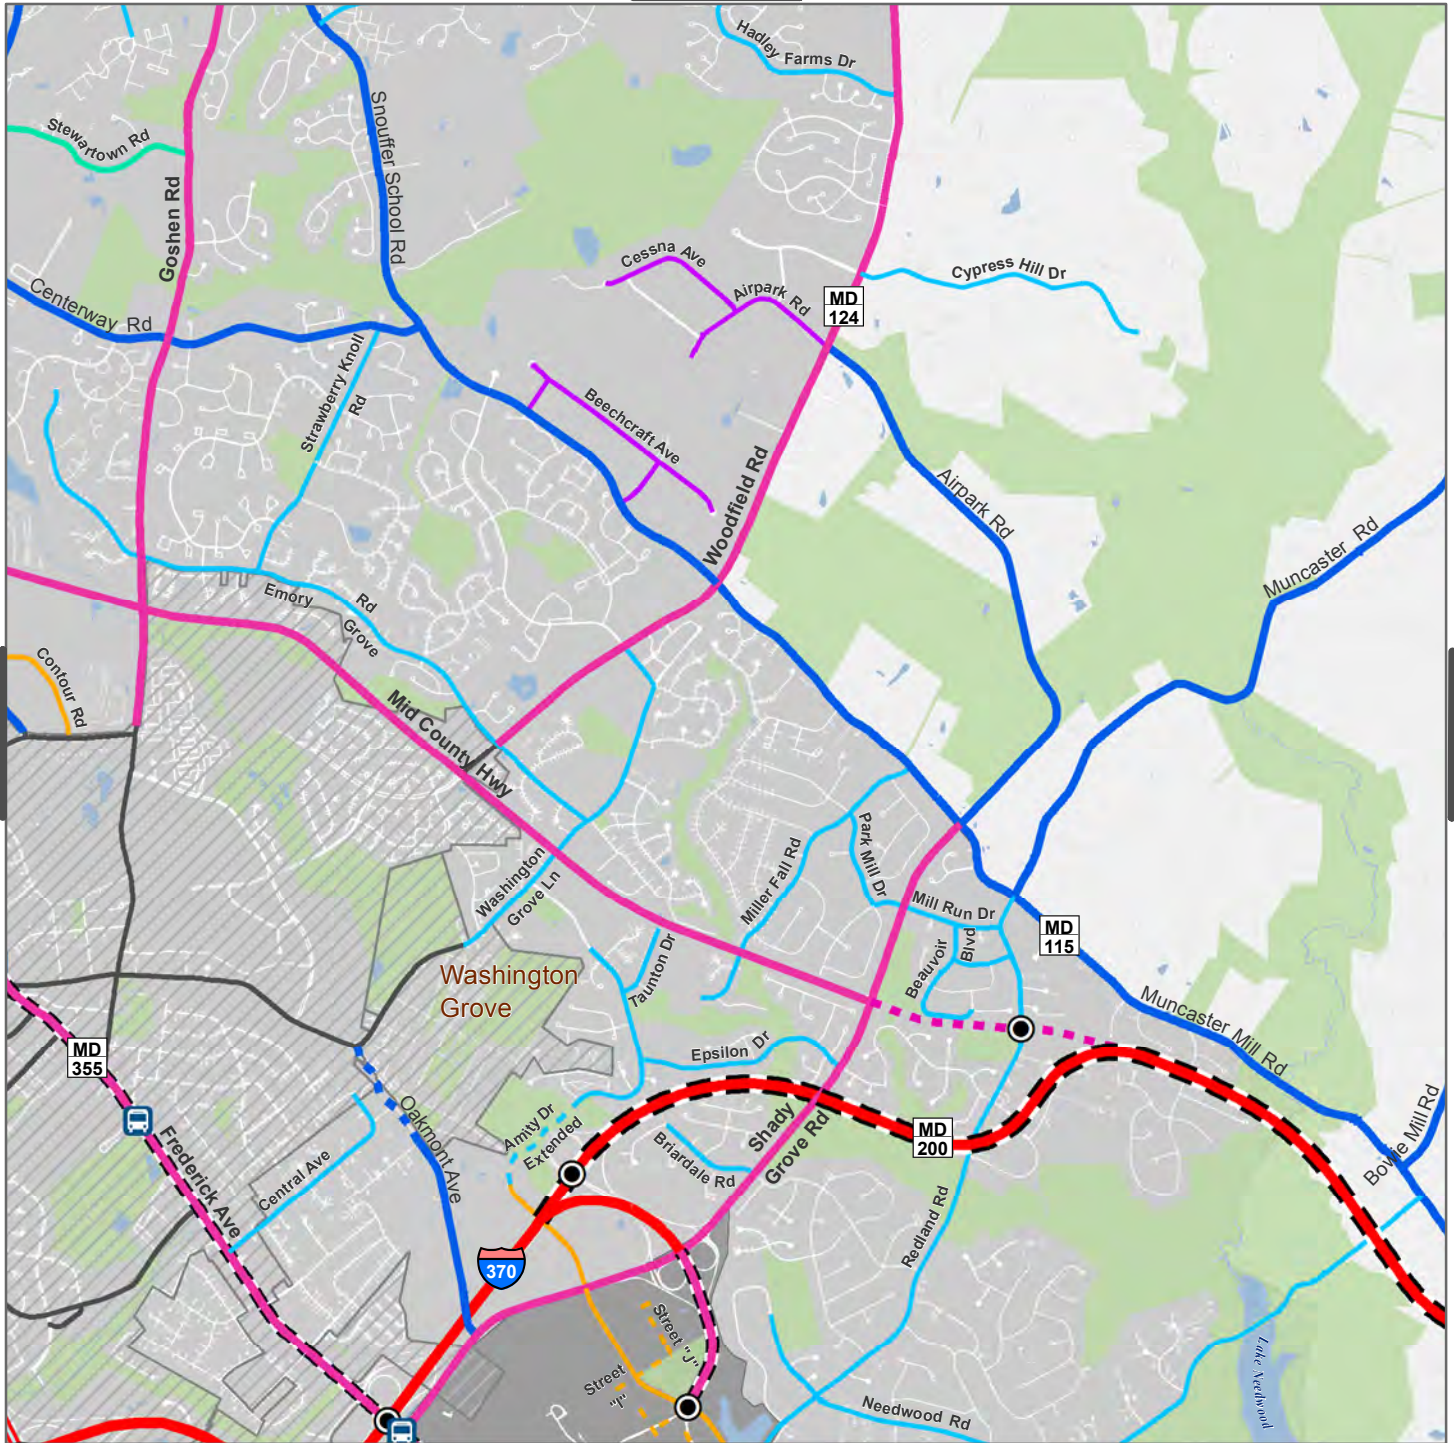 Hadley Farms Dr
Stewartown Rd
Snouffer School Rd
Goshen Rd
Cessna Ave
Airpark Rd
Cypress Hill Dr
MD
124
Centerway Rd
Strawberry Knoll
Rd
Beechcraft Ave
Woodfield Rd
Airpark Rd
Muncaster Rd
Emory
Rd
Grove
Contour Rd
Mid County Hwy
Washington
Grove Ln
Miller Fall Rd
Park Mill Dr
Mill Run Dr
MD
115
Beauvoir
Blvd
Taunton Dr
Washington
Grove
Muncaster Mill Rd
MD
355
Epsilon Dr
Oakmont Ave
Amity Dr
Extended
Shady
Grove Rd
MD
200
Bowie Mill Rd
Frederick Ave
Central Ave
Briardale Rd
Redland Rd
370
Street "J"
Street
"I"
Needwood Rd
Lake Needwood